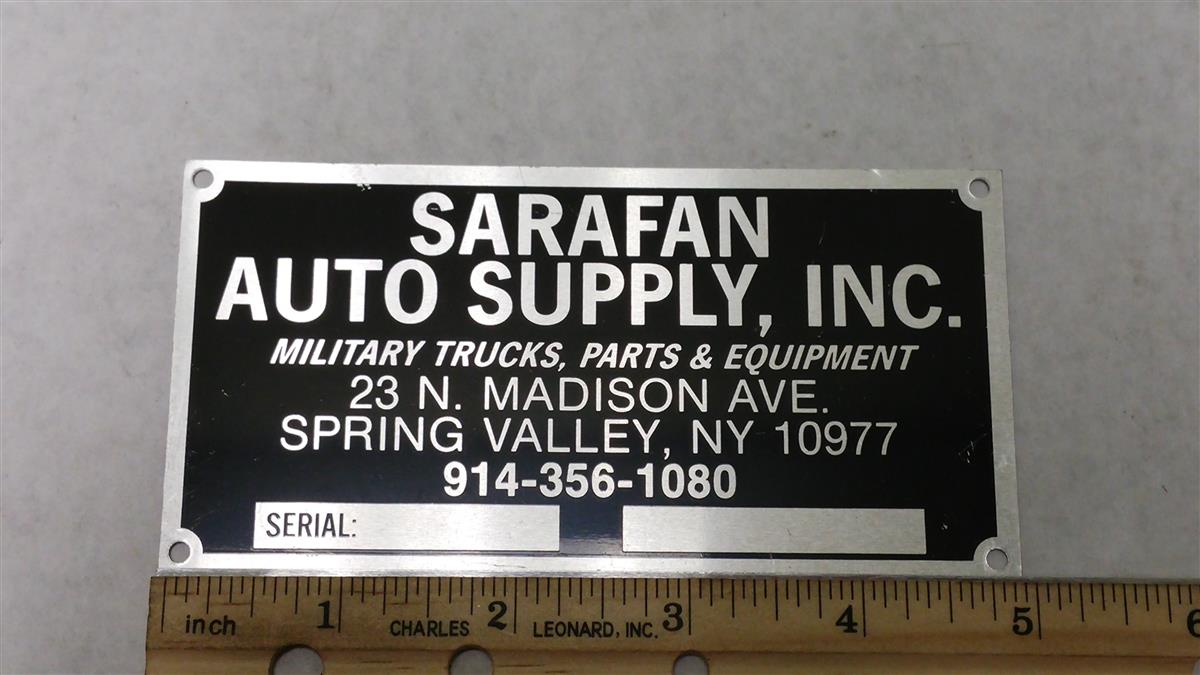 SARAFAN
AUTO SUPPLY, INC.
MILITARY TRUCKS, PARTS & EQUIPMENT
23 N. MADISON AVE.
SPRING VALLEY, NY 10977
914-356-1080
SERIAL:
1 2 3 4 5 6
inch CHARLES LEONARD, INC.